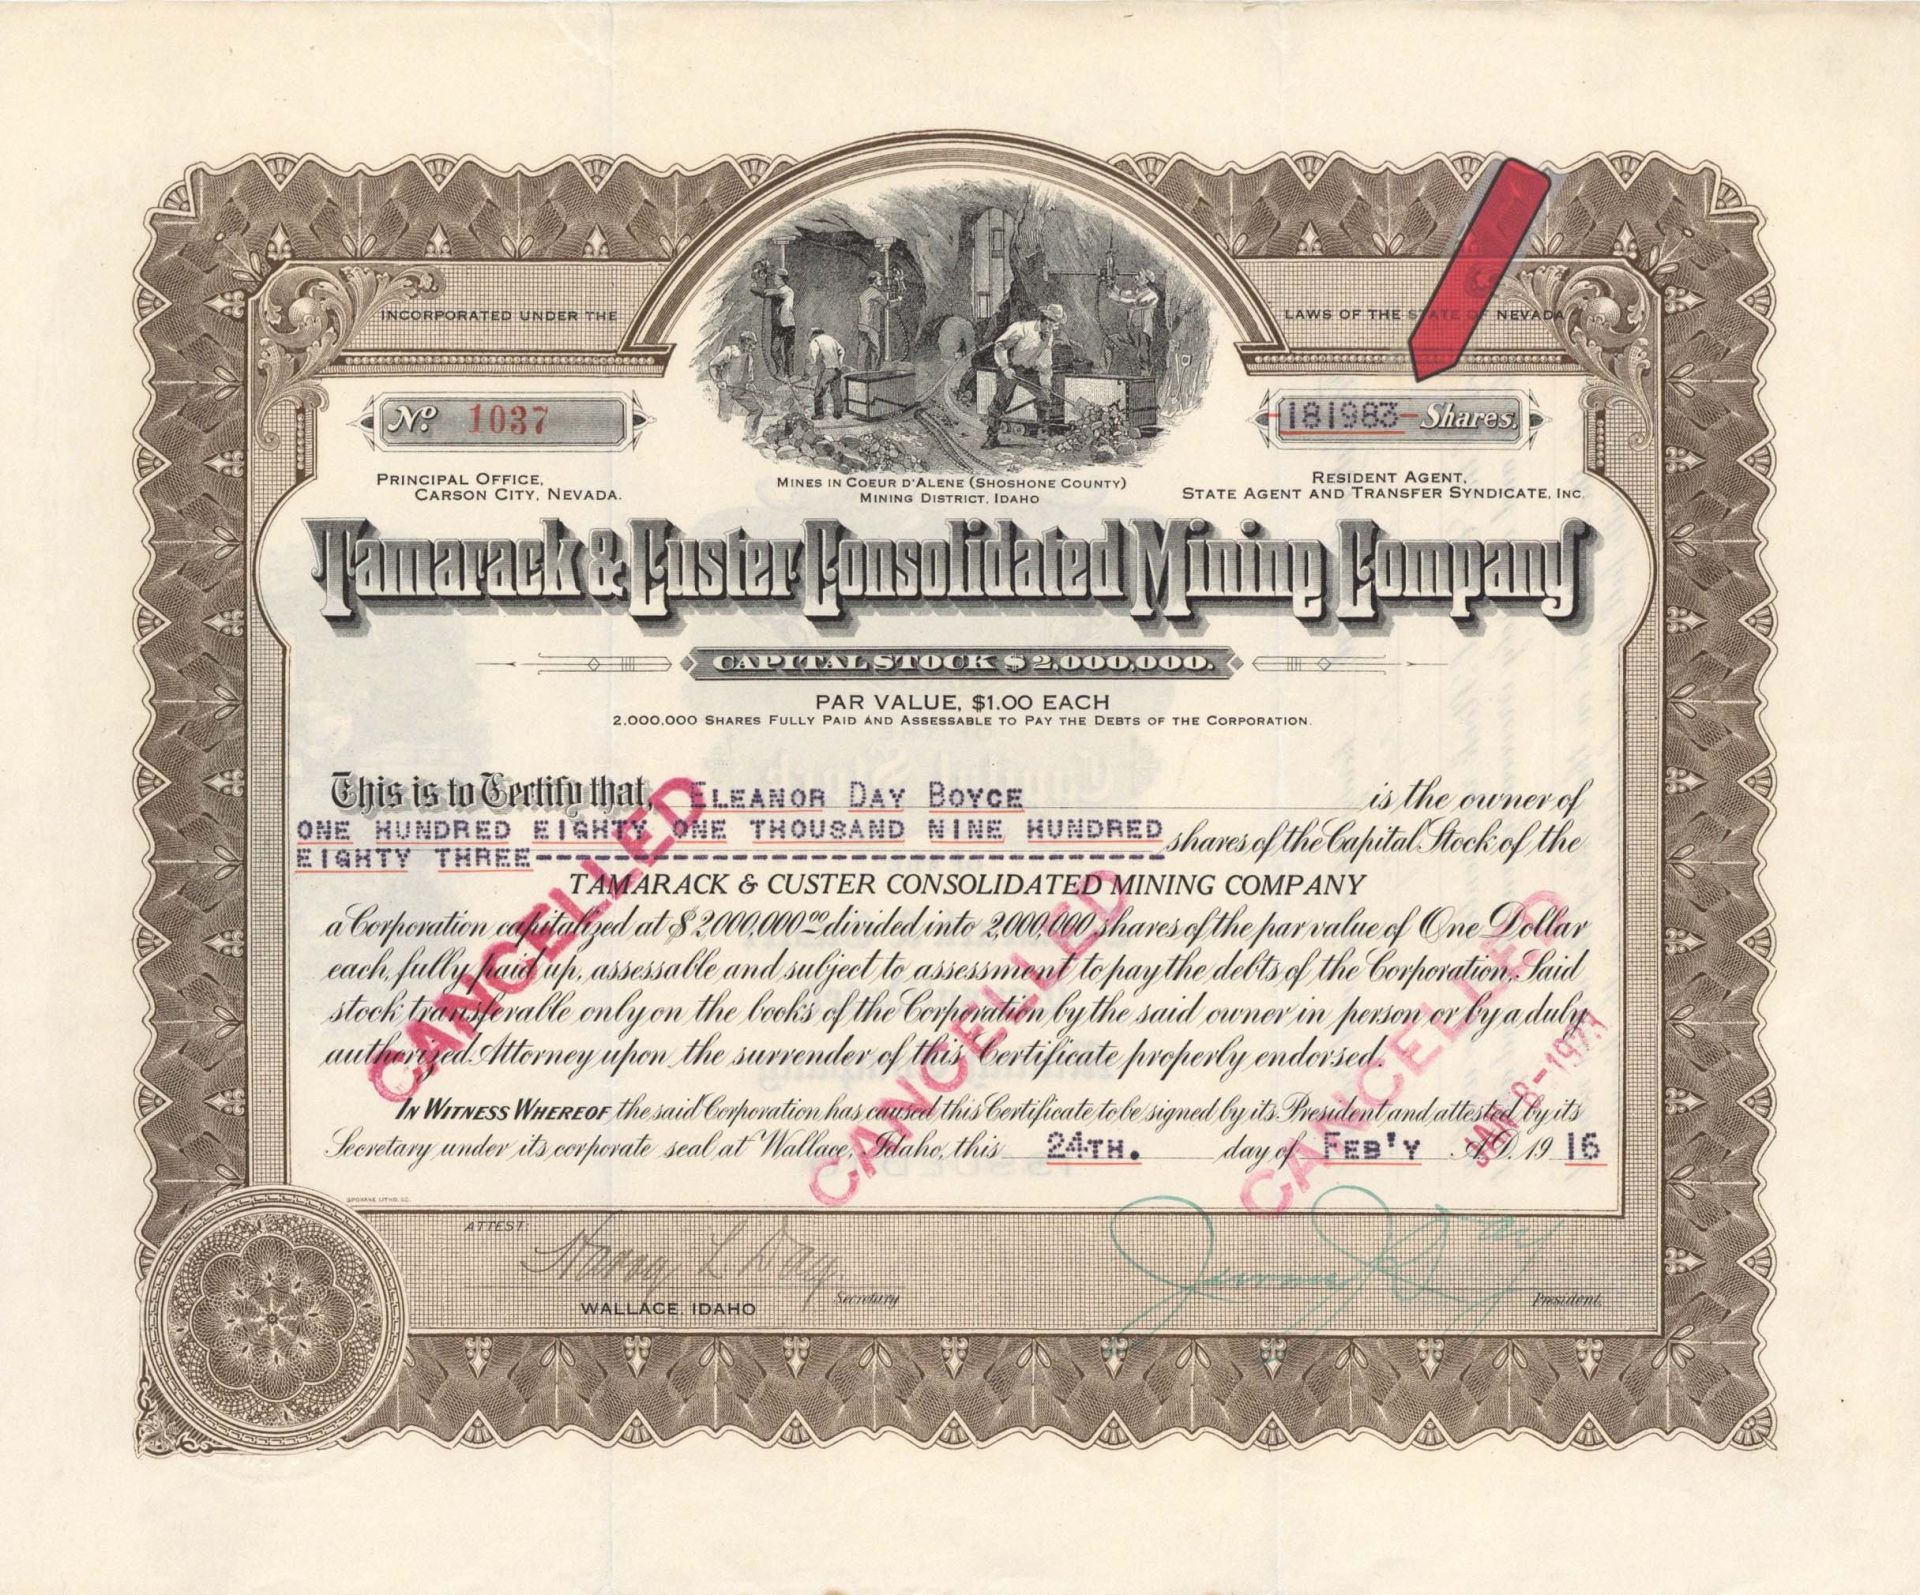 INCORPORATED UNDER THE LAWS OF THE STATE OF NEVADA
No. 1037
-181983- Shares.
PRINCIPAL OFFICE,
CARSON CITY, NEVADA.
MINES IN COEUR D'ALENE (SHOSHONE COUNTY)
MINING DISTRICT, IDAHO
RESIDENT AGENT,
STATE AGENT AND TRANSFER SYNDICATE, INC.
Tamarack & Custer Consolidated Mining Company
CAPITAL STOCK $2,000,000.
PAR VALUE, $1.00 EACH
2,000,000 SHARES FULLY PAID AND ASSESSABLE TO PAY THE DEBTS OF THE CORPORATION.
This is to Certify that, ELEANOR DAY BOYCE is the owner of
ONE HUNDRED EIGHTY ONE THOUSAND NINE HUNDRED shares of the Capital Stock of the
EIGHTY THREE
TAMARACK & CUSTER CONSOLIDATED MINING COMPANY
a Corporation capitalized at $2,000,000.00 divided into 2,000,000 shares of the par value of One Dollar
each, fully paid up, assessable and subject to assessment to pay the debts of the Corporation. Said
stock transferable only on the books of the Corporation by the said owner in person or by a duly
authorized Attorney upon the surrender of this Certificate properly endorsed.
IN WITNESS WHEREOF, the said Corporation has caused this Certificate to be signed by its President and attested by its
Secretary under its corporate seal at Wallace, Idaho, this 24TH. day of FEB'Y A.D. 1916
CANCELLED
CANCELLED
CANCELLED
SPOKANE LITHO. CO.
ATTEST:
Harry L Day
Secretary
WALLACE, IDAHO
Jerome J Day
President.